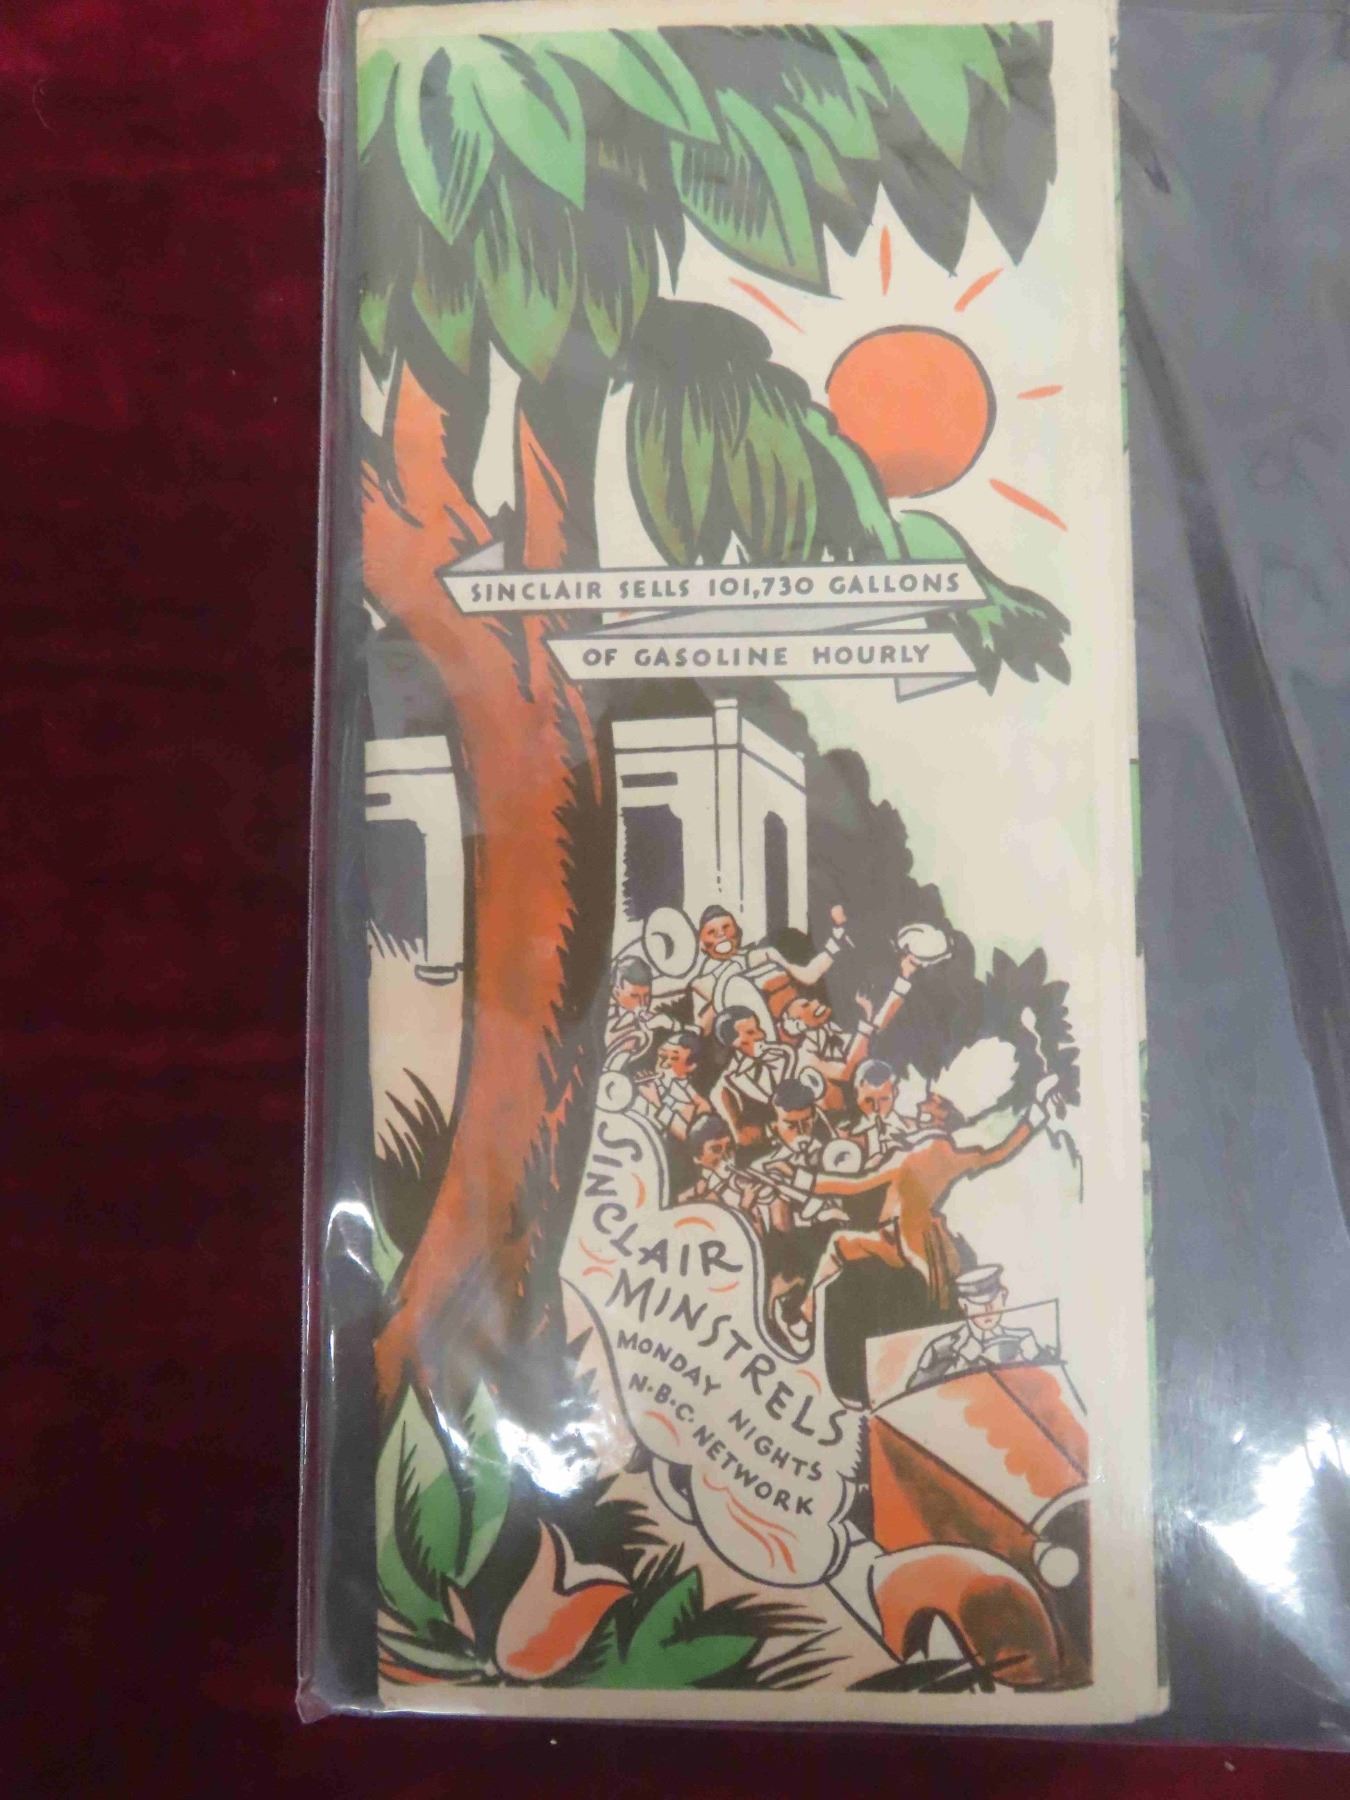 SINCLAIR SELLS 101,730 GALLONS
OF GASOLINE HOURLY
SINCLAIR
MINSTRELS
MONDAY NIGHTS
N·B·C· NETWORK